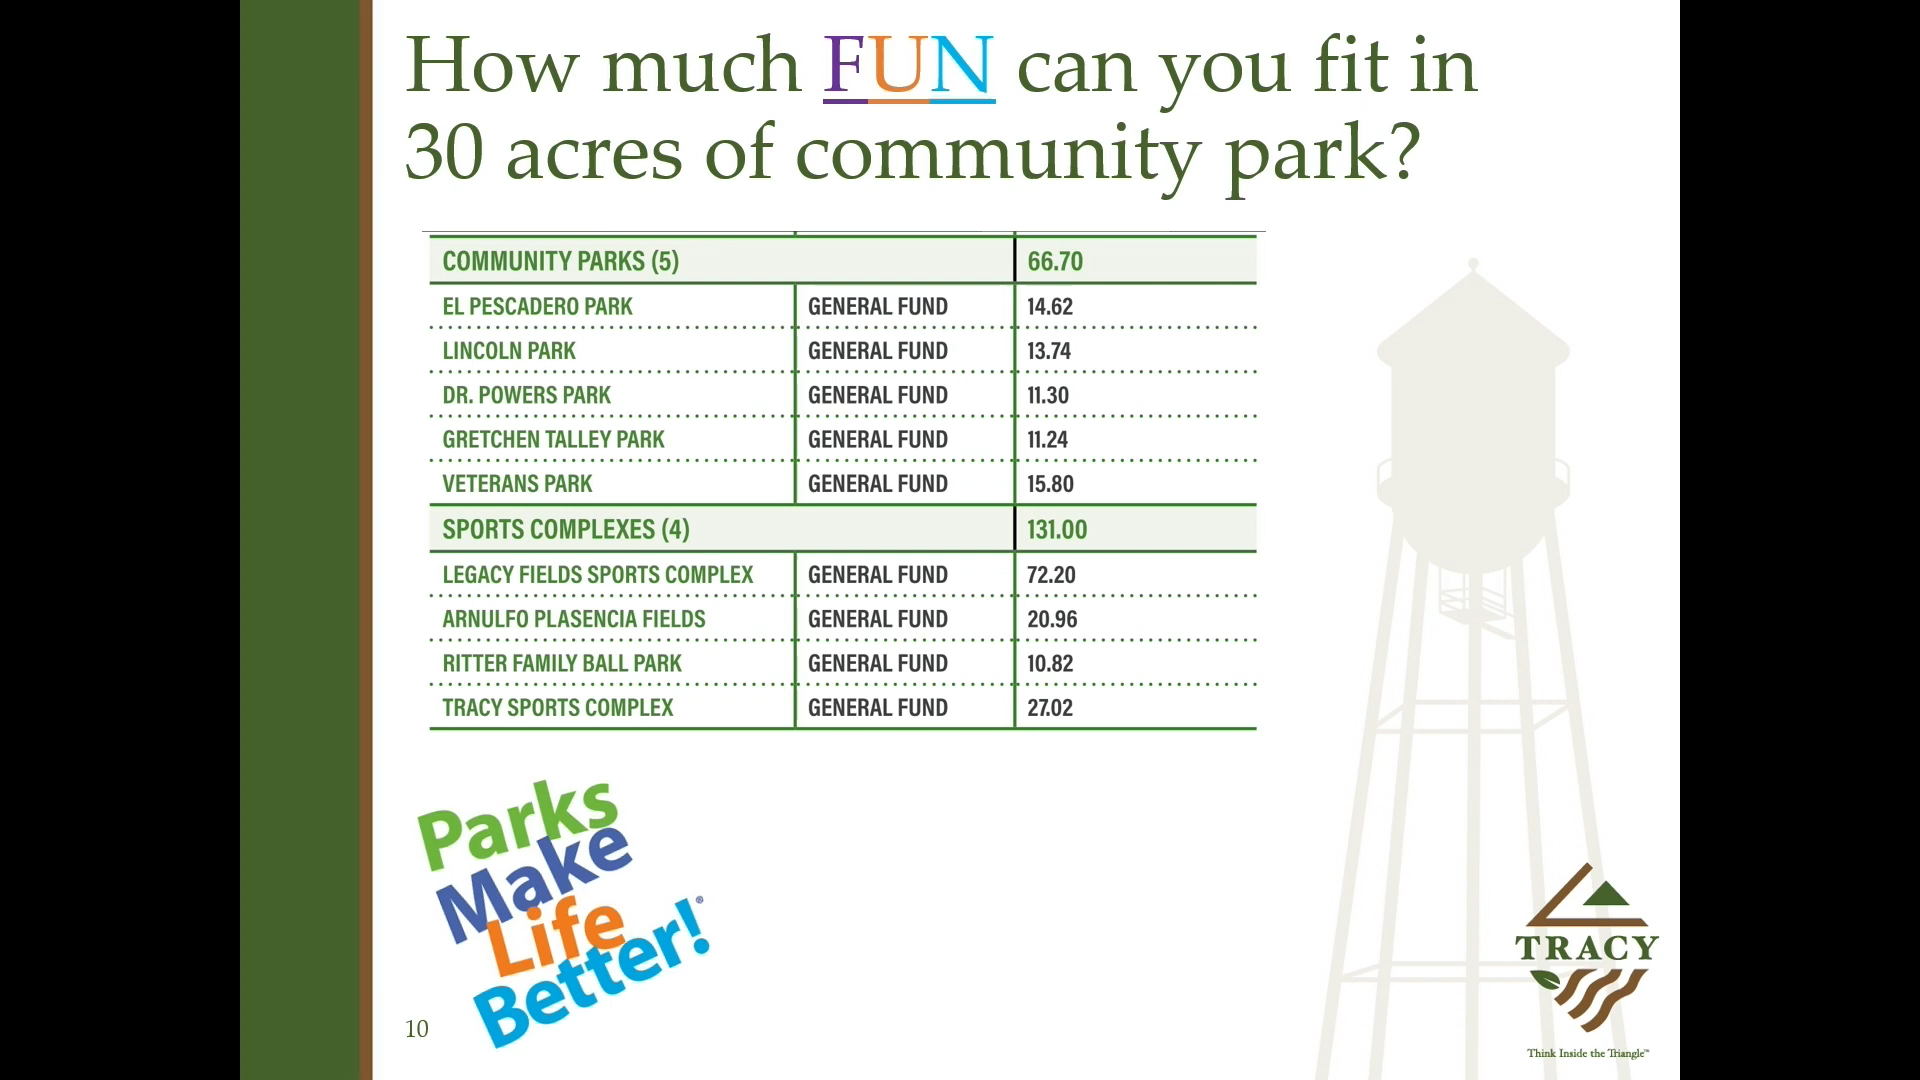 How much FUN can you fit in
30 acres of community park?
COMMUNITY PARKS (5) 66.70
EL PESCADERO PARK GENERAL FUND 14.62
LINCOLN PARK GENERAL FUND 13.74
DR. POWERS PARK GENERAL FUND 11.30
GRETCHEN TALLEY PARK GENERAL FUND 11.24
VETERANS PARK GENERAL FUND 15.80
SPORTS COMPLEXES (4) 131.00
LEGACY FIELDS SPORTS COMPLEX GENERAL FUND 72.20
ARNULFO PLASENCIA FIELDS GENERAL FUND 20.96
RITTER FAMILY BALL PARK GENERAL FUND 10.82
TRACY SPORTS COMPLEX GENERAL FUND 27.02
Parks
Make
Life
Better!®
TRACY
Think Inside the Triangle™
10